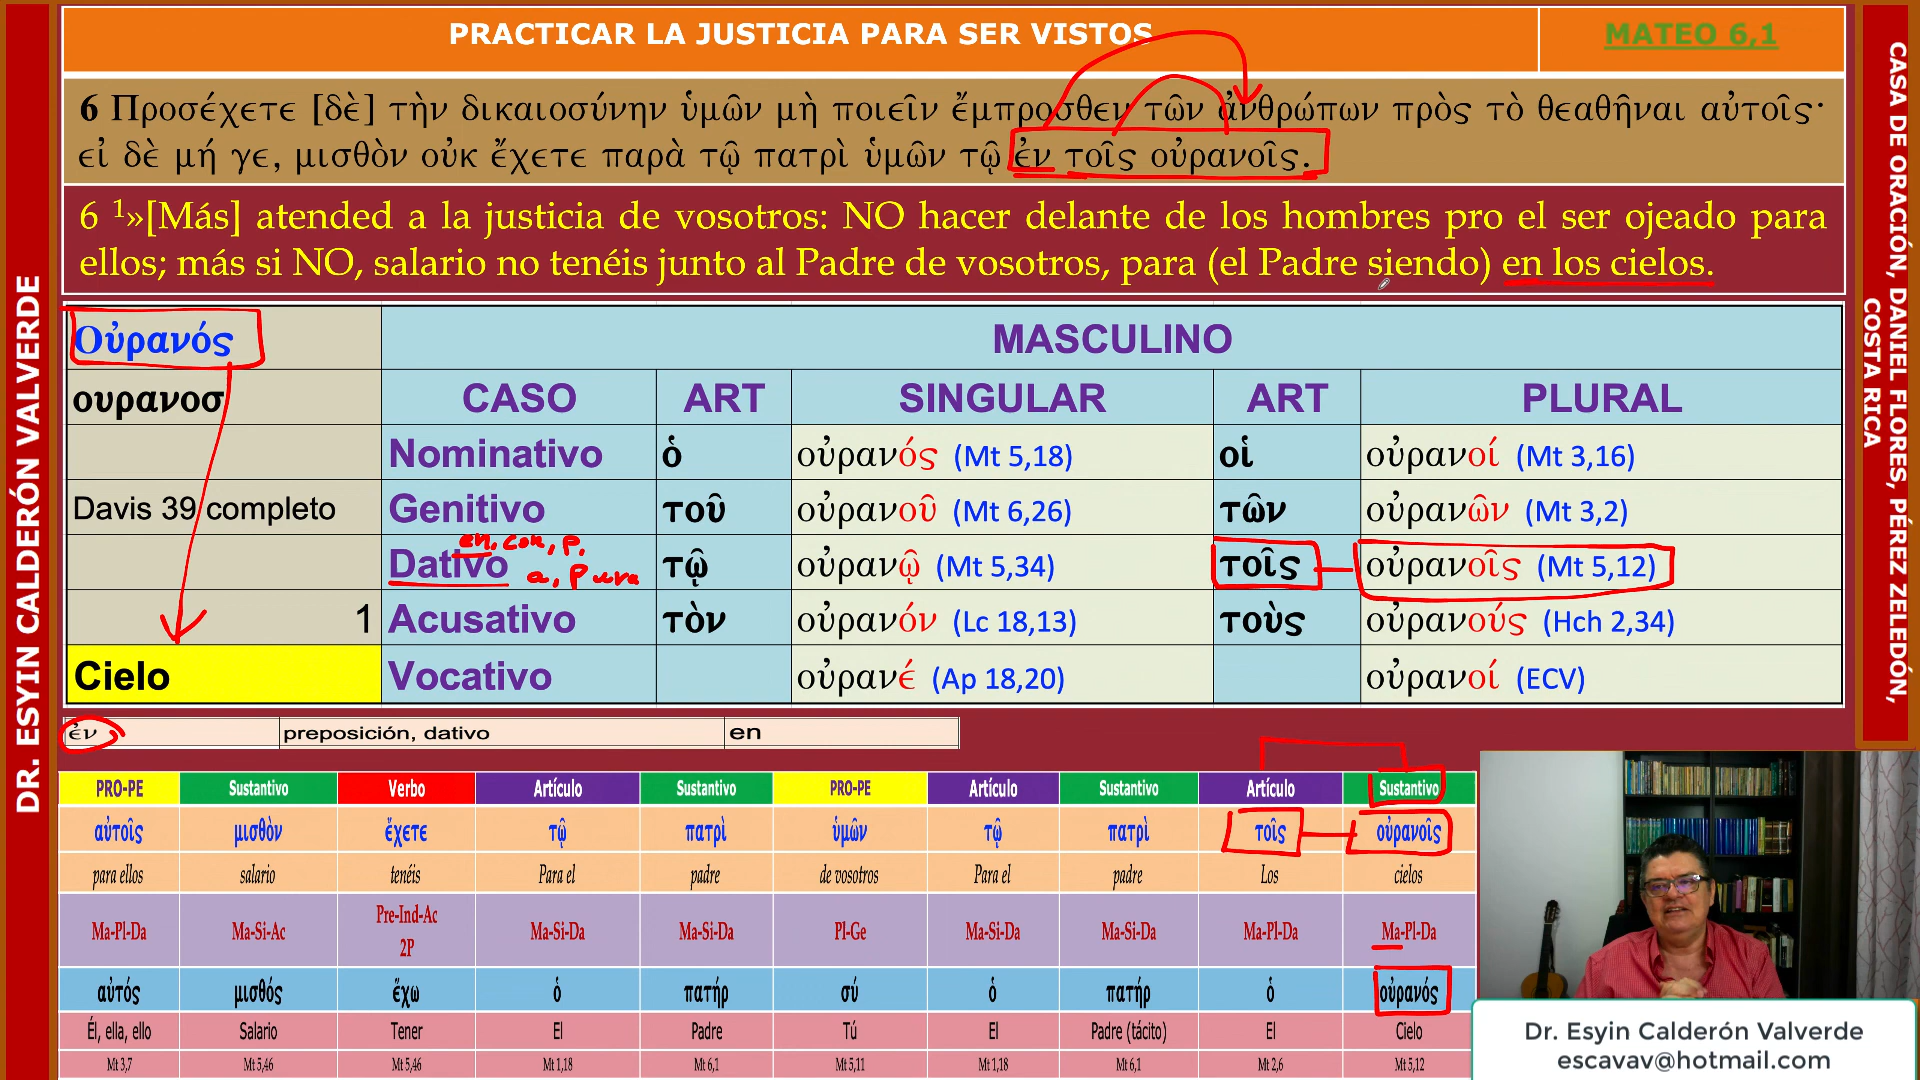 PRACTICAR LA JUSTICIA PARA SER VISTOS
MATEO 6,1
6 Προσέχετε [δὲ] τὴν δικαιοσύνην ὑμῶν μὴ ποιεῖν ἔμπροσθεν τῶν ἀνθρώπων πρὸς τὸ θεαθῆναι αὐτοῖς·
εἰ δὲ μή γε, μισθὸν οὐκ ἔχετε παρὰ τῷ πατρὶ ὑμῶν τῷ ἐν τοῖς οὐρανοῖς.
6 ¹»[Más] atended a la justicia de vosotros: NO hacer delante de los hombres pro el ser ojeado para
ellos; más si NO, salario no tenéis junto al Padre de vosotros, para (el Padre siendo) en los cielos.
Οὐρανός MASCULINO
ουρανοσ CASO ART SINGULAR ART PLURAL
Nominativo ὁ οὐρανός (Mt 5,18) οἱ οὐρανοί (Mt 3,16)
Davis 39 completo Genitivo τοῦ οὐρανοῦ (Mt 6,26) τῶν οὐρανῶν (Mt 3,2)
en, con, p.
Dativo τῷ οὐρανῷ (Mt 5,34) τοῖς οὐρανοῖς (Mt 5,12)
a, para
1 Acusativo τὸν οὐρανόν (Lc 18,13) τοὺς οὐρανούς (Hch 2,34)
Cielo Vocativo οὐρανέ (Ap 18,20) οὐρανοί (ECV)
ἐν preposición, dativo en
PRO-PE Sustantivo Verbo Artículo Sustantivo PRO-PE Artículo Sustantivo Artículo Sustantivo
αὐτοῖς μισθὸν ἔχετε τῷ πατρὶ ὑμῶν τῷ πατρὶ τοῖς οὐρανοῖς
para ellos salario tenéis Para el padre de vosotros Para el padre Los cielos
Ma-Pl-Da Ma-Si-Ac Pre-Ind-Ac 2P Ma-Si-Da Ma-Si-Da Pl-Ge Ma-Si-Da Ma-Si-Da Ma-Pl-Da Ma-Pl-Da
αὐτός μισθός ἔχω ὁ πατήρ σύ ὁ πατήρ ὁ οὐρανός
Él, ella, ello Salario Tener El Padre Tú El Padre (tácito) El Cielo
Mt 3,7 Mt 5,46 Mt 5,46 Mt 1,18 Mt 6,1 Mt 5,11 Mt 1,18 Mt 6,1 Mt 2,6 Mt 5,12
DR. ESYIN CALDERÓN VALVERDE
CASA DE ORACIÓN, DANIEL FLORES, PÉREZ ZELEDÓN,
COSTA RICA
Dr. Esyin Calderón Valverde
escavav@hotmail.com